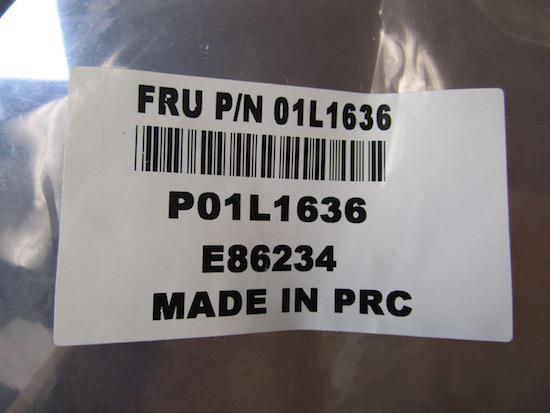 FRU P/N 01L1636
P01L1636
E86234
MADE IN PRC